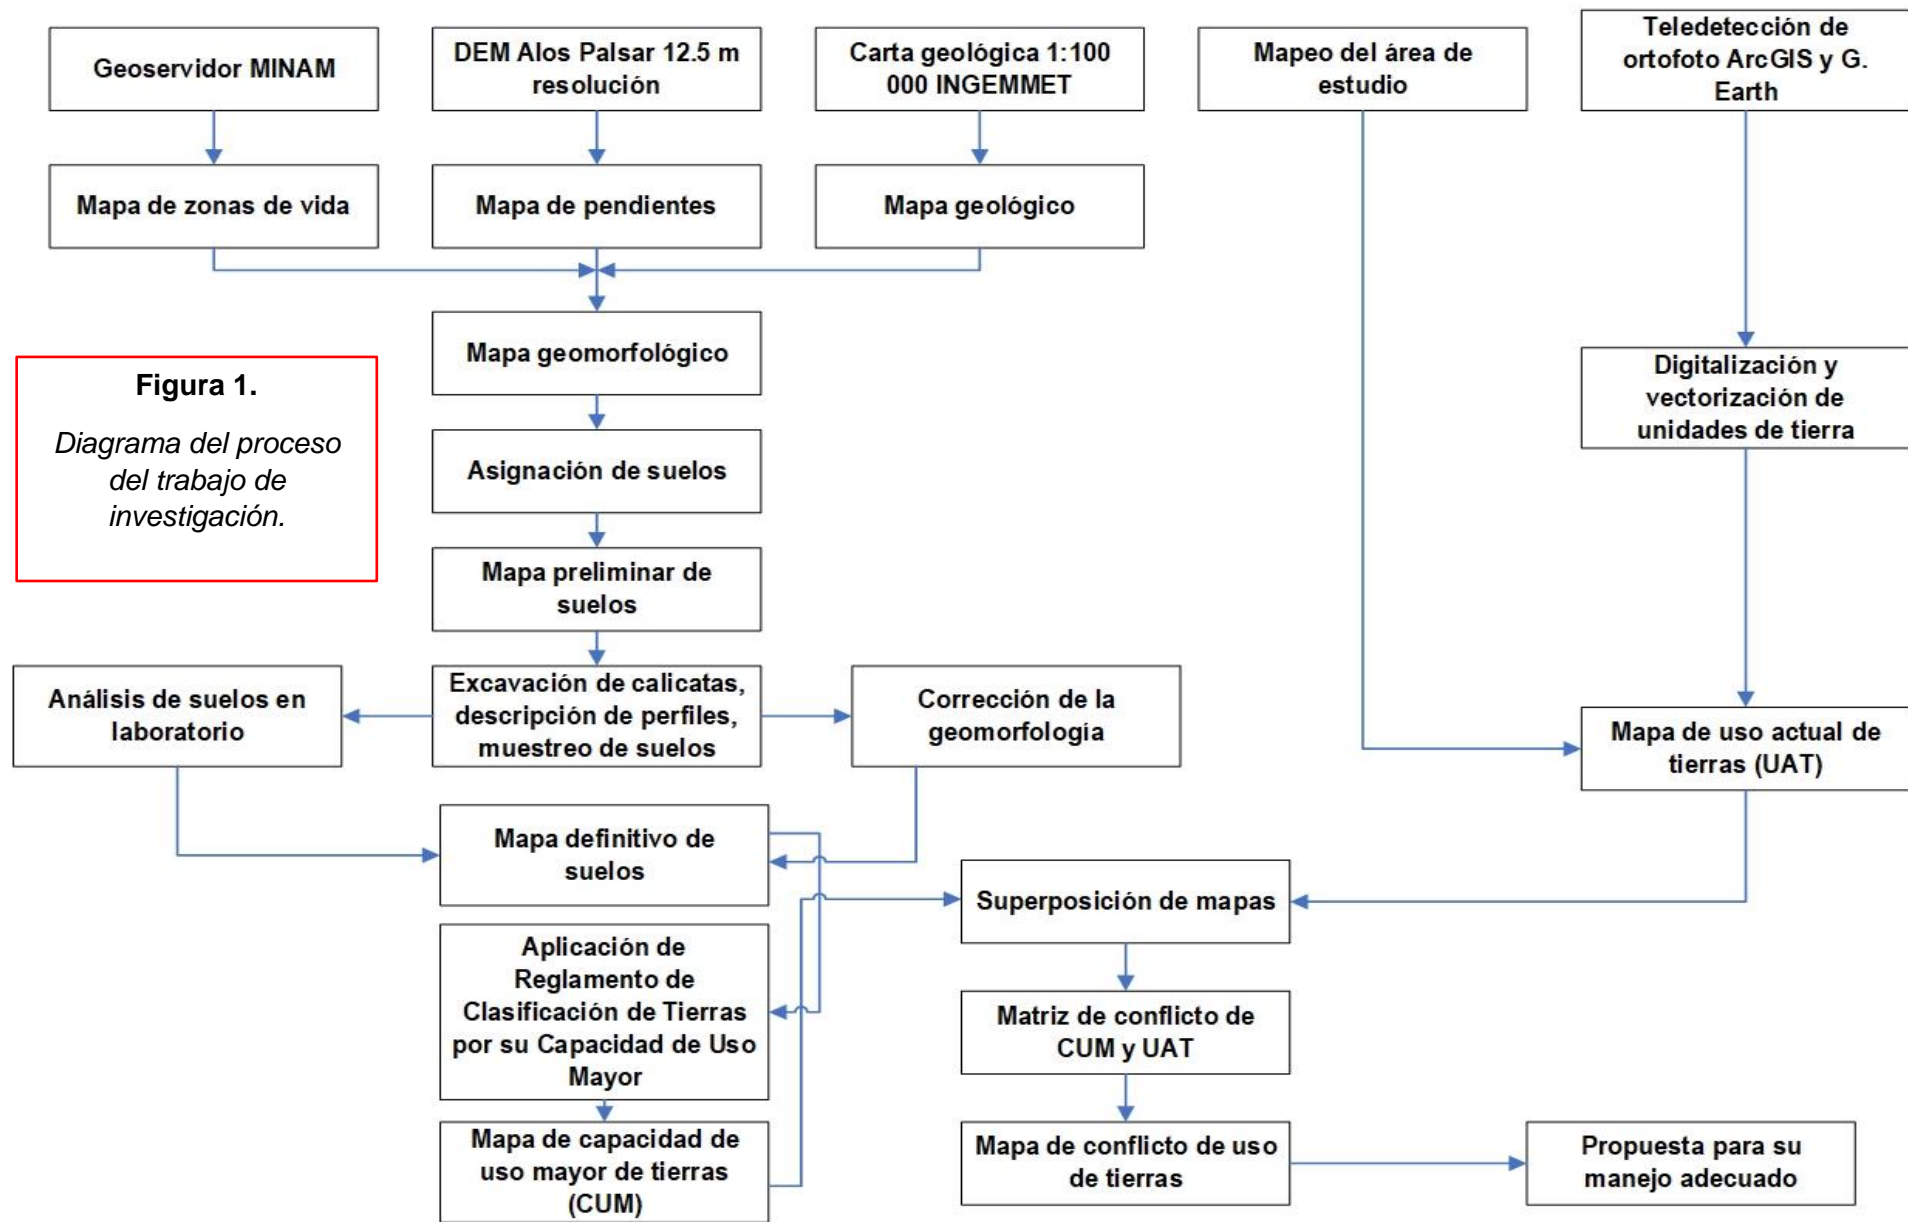 Geoservidor MINAM
DEM Alos Palsar 12.5 m
resolución
Carta geológica 1:100
000 INGEMMET
Mapeo del área de
estudio
Teledetección de
ortofoto ArcGIS y G.
Earth
Mapa de zonas de vida
Mapa de pendientes
Mapa geológico
Mapa geomorfológico
Figura 1.
Diagrama del proceso
del trabajo de
investigación.
Digitalización y
vectorización de
unidades de tierra
Asignación de suelos
Mapa preliminar de
suelos
Análisis de suelos en
laboratorio
Excavación de calicatas,
descripción de perfiles,
muestreo de suelos
Corrección de la
geomorfología
Mapa de uso actual de
tierras (UAT)
Mapa definitivo de
suelos
Superposición de mapas
Aplicación de
Reglamento de
Clasificación de Tierras
por su Capacidad de Uso
Mayor
Matriz de conflicto de
CUM y UAT
Mapa de capacidad de
uso mayor de tierras
(CUM)
Mapa de conflicto de uso
de tierras
Propuesta para su
manejo adecuado